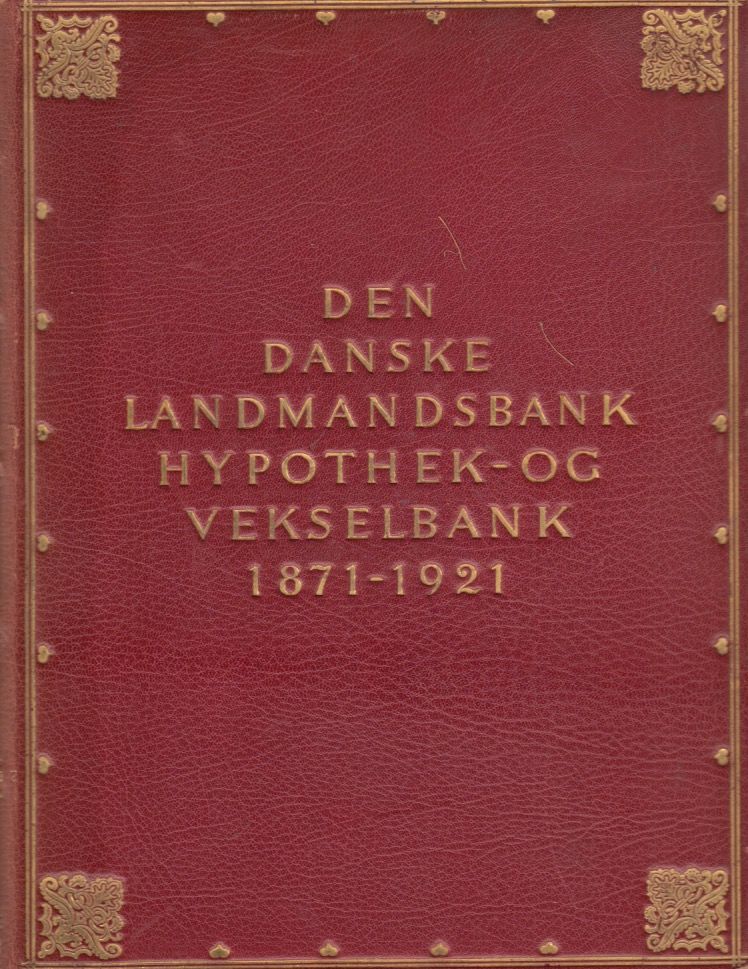 DEN
DANSKE
LANDMANDSBANK
HYPOTHEK-OG
VEKSELBANK
1871-1921